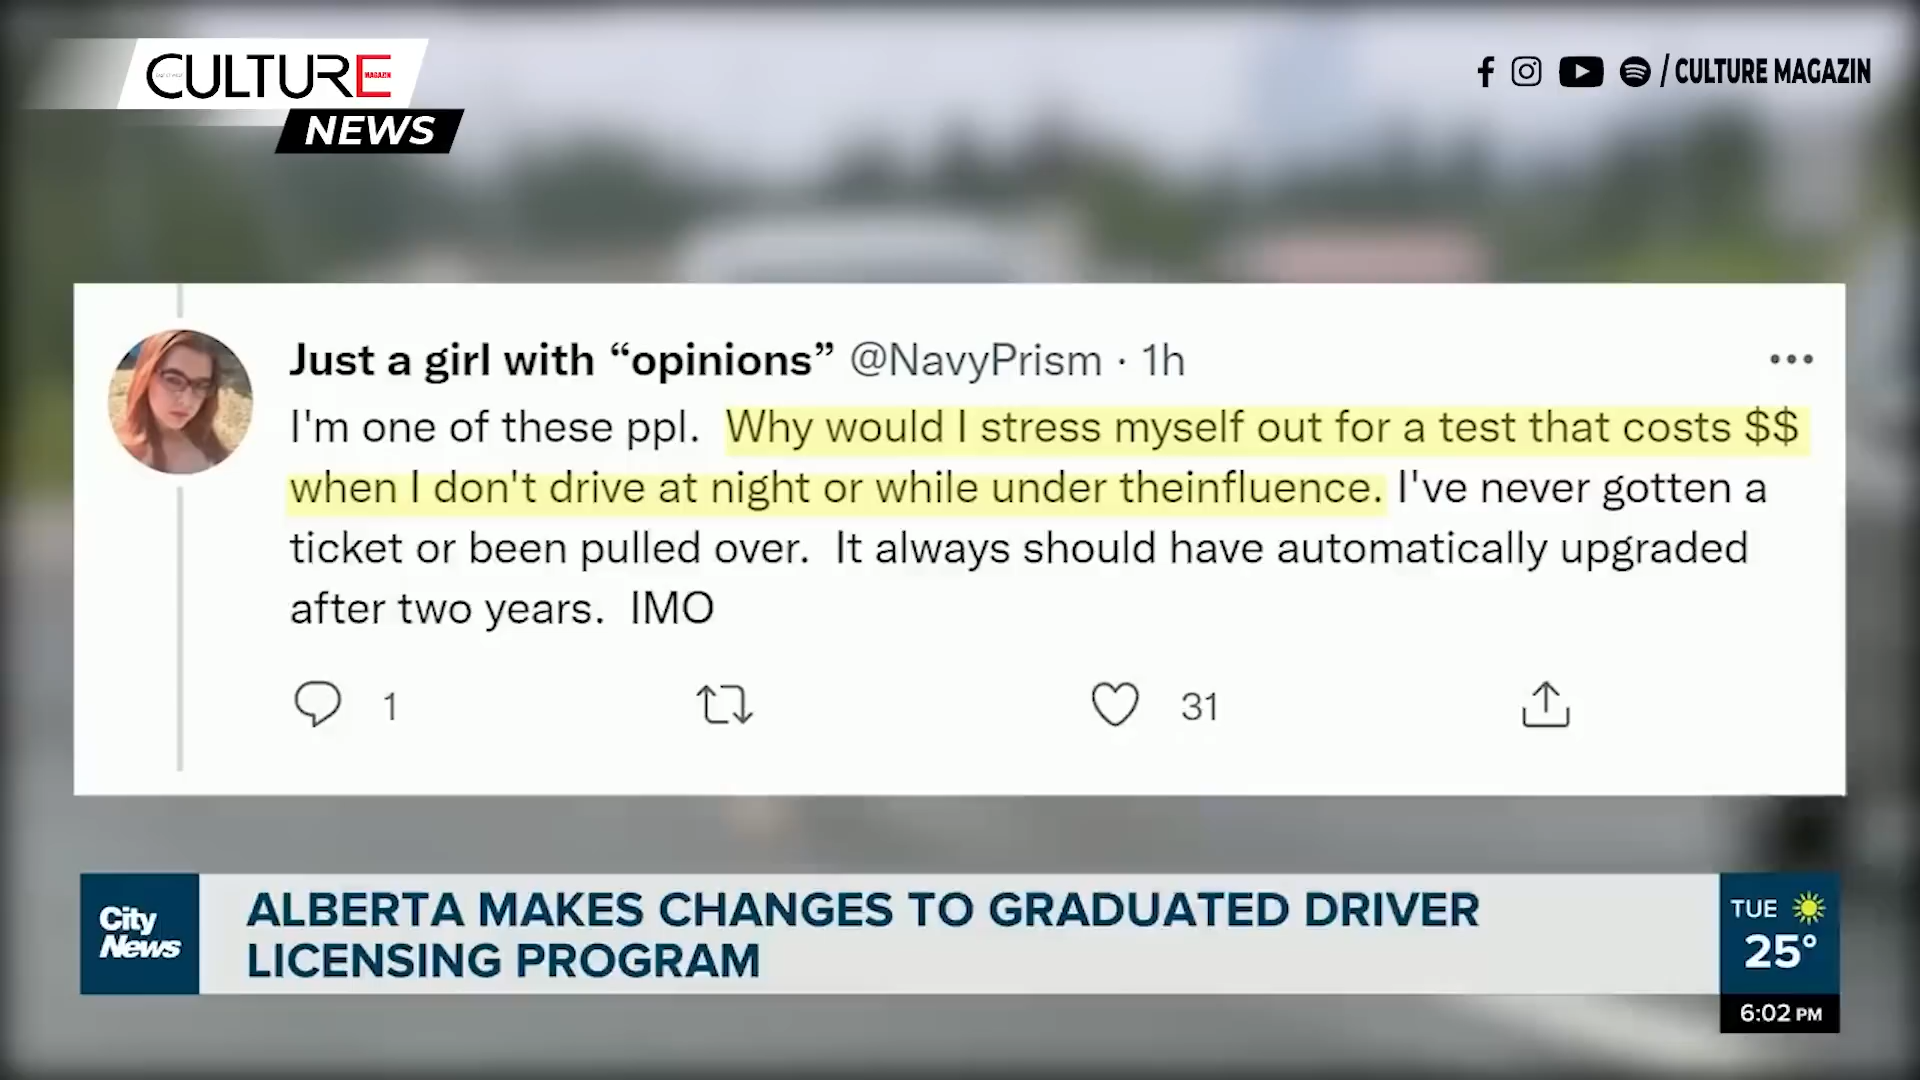 CULTURE
MAGAZIN
NEWS
/ CULTURE MAGAZIN
Just a girl with “opinions” @NavyPrism · 1h
I'm one of these ppl.  Why would I stress myself out for a test that costs $$
when I don't drive at night or while under theinfluence. I've never gotten a
ticket or been pulled over.  It always should have automatically upgraded
after two years.  IMO
1
31
City
News
ALBERTA MAKES CHANGES TO GRADUATED DRIVER
LICENSING PROGRAM
TUE
25°
6:02 PM